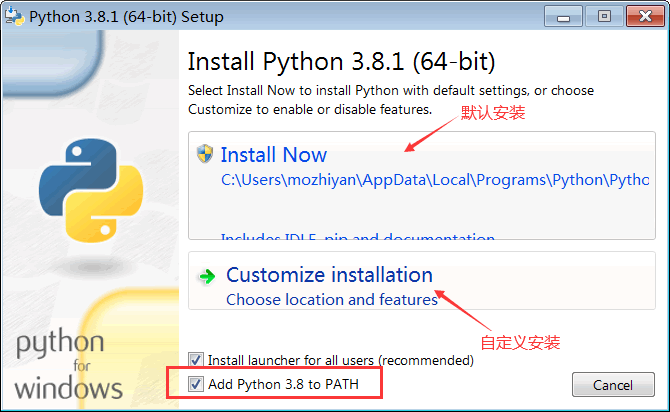 Python 3.8.1 (64-bit) Setup
Install Python 3.8.1 (64-bit)
Select Install Now to install Python with default settings, or choose
Customize to enable or disable features.
默认安装
Install Now
C:\Users\mozhiyan\AppData\Local\Programs\Python\Pytho
Includes IDLE, pip and documentation
Customize installation
Choose location and features
自定义安装
Install launcher for all users (recommended)
Add Python 3.8 to PATH
python
for
windows
Cancel